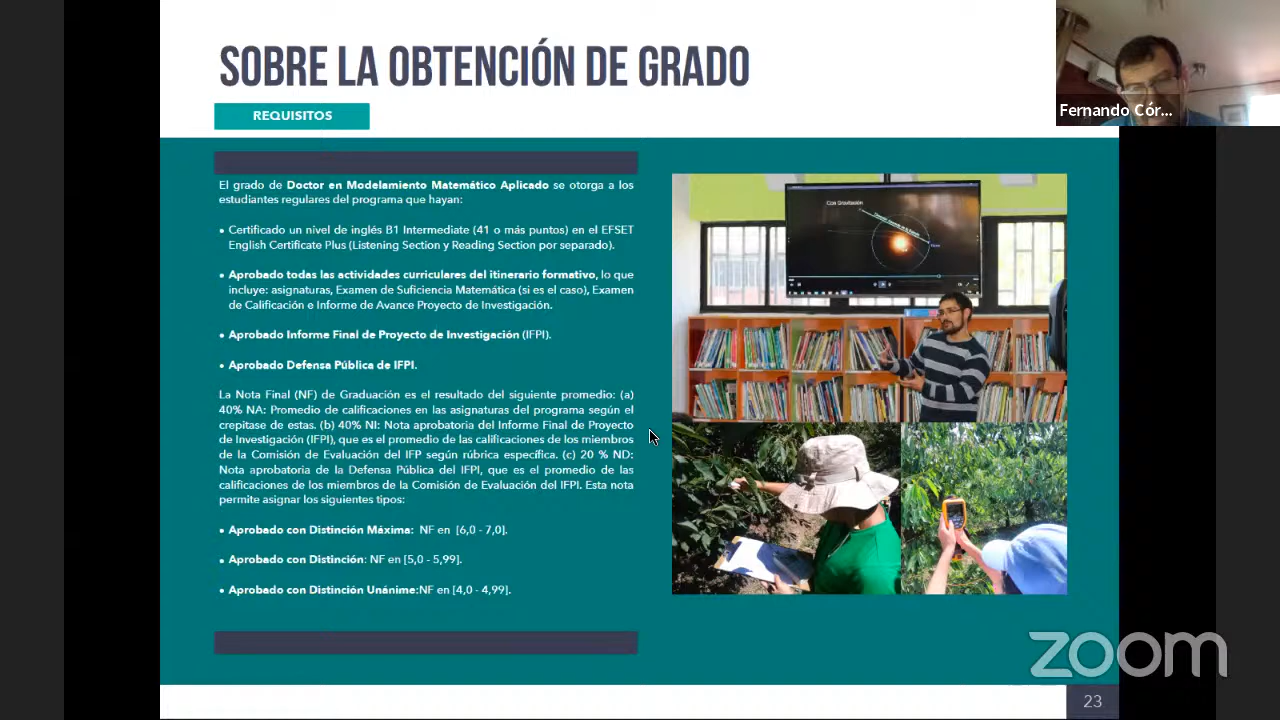 SOBRE LA OBTENCIÓN DE GRADO
REQUISITOS
Fernando Cór...
El grado de Doctor en Modelamiento Matemático Aplicado se otorga a los
estudiantes regulares del programa que hayan:
• Certificado un nivel de inglés B1 Intermediate (41 o más puntos) en el EFSET
English Certificate Plus (Listening Section y Reading Section por separado).
• Aprobado todas las actividades curriculares del itinerario formativo, lo que
incluye: asignaturas, Examen de Suficiencia Matemática (si es el caso), Examen
de Calificación e Informe de Avance Proyecto de Investigación.
• Aprobado Informe Final de Proyecto de Investigación (IFPI).
• Aprobado Defensa Pública de IFPI.
La Nota Final (NF) de Graduación es el resultado del siguiente promedio: (a)
40% NA: Promedio de calificaciones en las asignaturas del programa según el
crepitase de estas. (b) 40% NI: Nota aprobatoria del Informe Final de Proyecto
de Investigación (IFPI), que es el promedio de las calificaciones de los miembros
de la Comisión de Evaluación del IFP según rúbrica específica. (c) 20 % ND:
Nota aprobatoria de la Defensa Pública del IFPI, que es el promedio de las
calificaciones de los miembros de la Comisión de Evaluación del IFPI. Esta nota
permite asignar los siguientes tipos:
• Aprobado con Distinción Máxima: NF en [6,0 - 7,0].
• Aprobado con Distinción: NF en [5,0 - 5,99].
• Aprobado con Distinción Unánime:NF en [4,0 - 4,99].
Con Gravitación
zoom
23